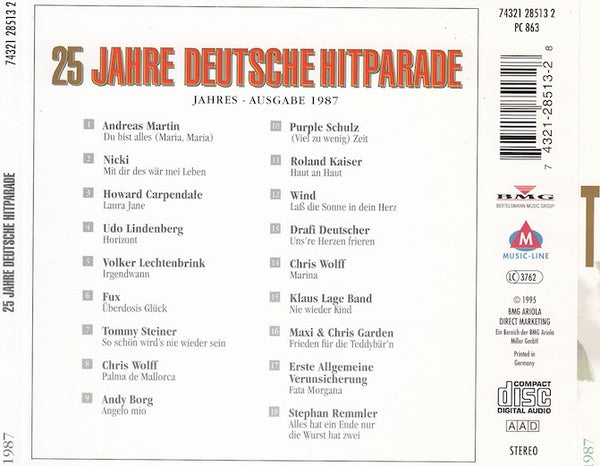 74321 28513 2
25 JAHRE DEUTSCHE HITPARADE
1987
25 JAHRE DEUTSCHE HITPARADE
JAHRES - AUSGABE 1987
1 Andreas Martin
Du bist alles (Maria, Maria)
2 Nicki
Mit dir des wär mei Leben
3 Howard Carpendale
Laura Jane
4 Udo Lindenberg
Horizont
5 Volker Lechtenbrink
Irgendwann
6 Fux
Überdosis Glück
7 Tommy Steiner
So schön wird's nie wieder sein
8 Chris Wolff
Palma de Mallorca
9 Andy Borg
Angelo mio
10 Purple Schulz
(Viel zu wenig) Zeit
11 Roland Kaiser
Haut an Haut
12 Wind
Laß die Sonne in dein Herz
13 Drafi Deutscher
Uns're Herzen frieren
14 Chris Wolff
Marina
15 Klaus Lage Band
Nie wieder Kind
16 Maxi & Chris Garden
Frieden für die Teddybär'n
17 Erste Allgemeine
Verunsicherung
Fata Morgana
18 Stephan Remmler
Alles hat ein Ende nur
die Wurst hat zwei
74321 28513 2
PC 863
7 4321-28513-2 8
BMG
BERTELSMANN MUSIC GROUP
M
MUSIC-LINE
LC 3762
℗ 1995
BMG ARIOLA
DIRECT MARKETING
Ein Bereich der BMG Ariola
Miller GmbH
Printed in
Germany
COMPACT
disc
DIGITAL AUDIO
AAD
STEREO
1987